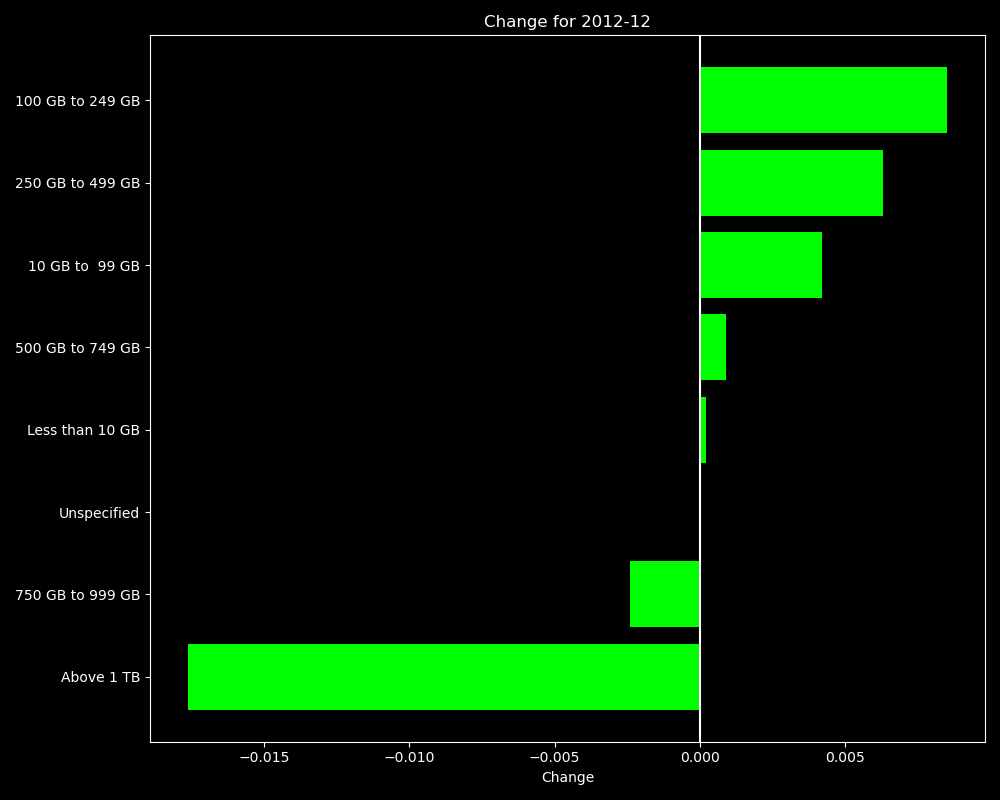 Change for 2012-12
100 GB to 249 GB
250 GB to 499 GB
10 GB to  99 GB
500 GB to 749 GB
Less than 10 GB
Unspecified
750 GB to 999 GB
Above 1 TB
−0.015 −0.010 −0.005 0.000 0.005
Change